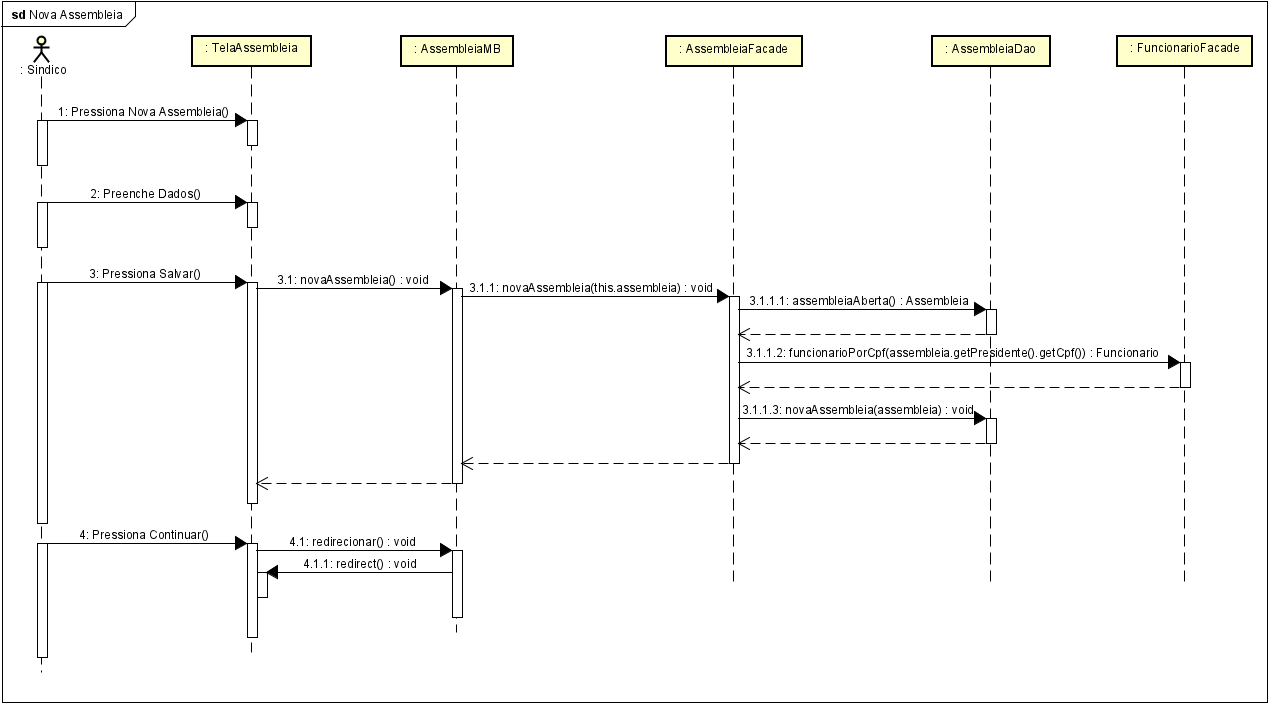 sd Nova Assembleia
: Sindico
: TelaAssembleia
: AssembleiaMB
: AssembleiaFacade
: AssembleiaDao
: FuncionarioFacade
1: Pressiona Nova Assembleia()
2: Preenche Dados()
3: Pressiona Salvar()
3.1: novaAssembleia() : void
3.1.1: novaAssembleia(this.assembleia) : void
3.1.1.1: assembleiaAberta() : Assembleia
3.1.1.2: funcionarioPorCpf(assembleia.getPresidente().getCpf()) : Funcionario
3.1.1.3: novaAssembleia(assembleia) : void
4: Pressiona Continuar()
4.1: redirecionar() : void
4.1.1: redirect() : void